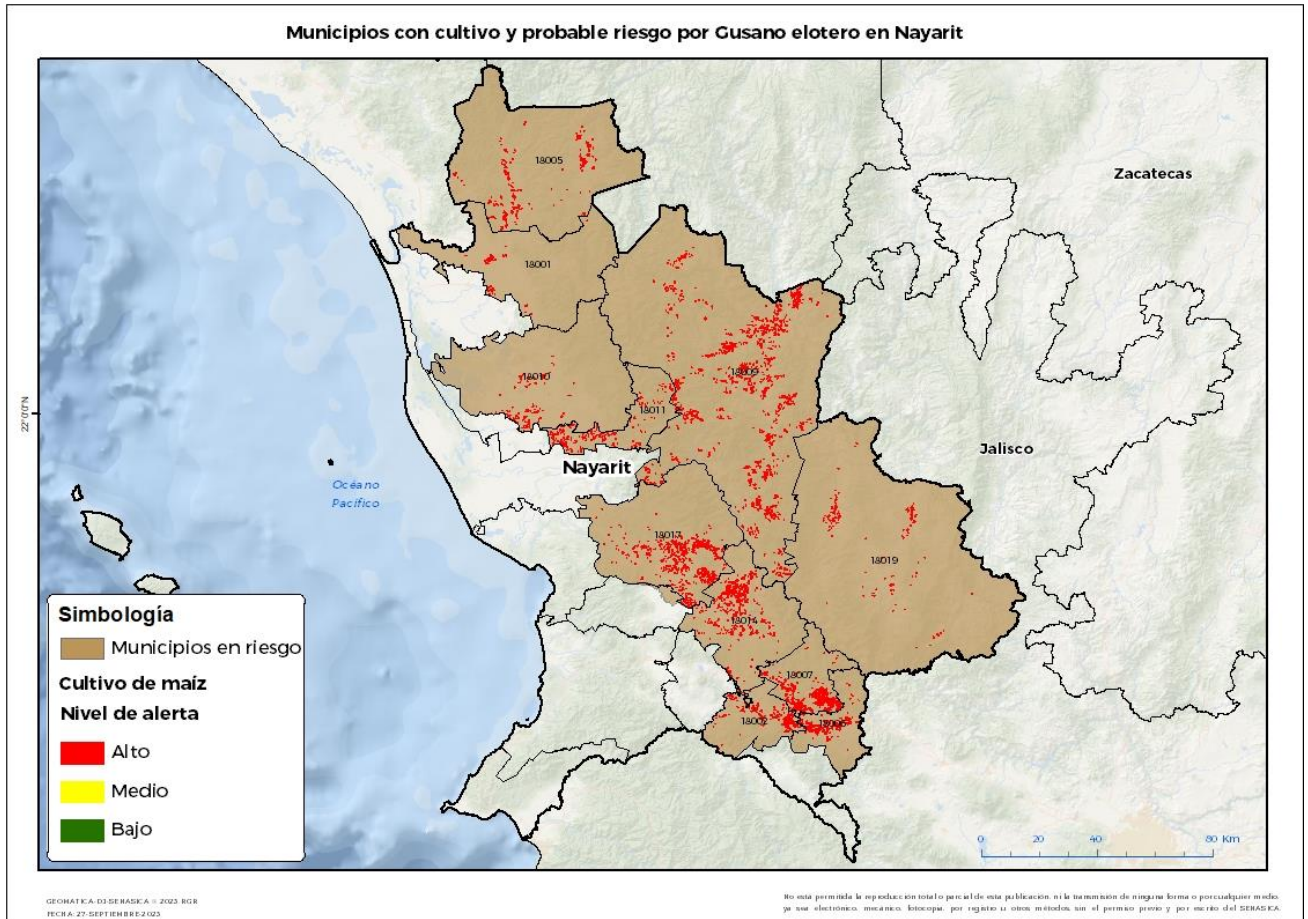 Municipios con cultivo y probable riesgo por Gusano elotero en Nayarit
Zacatecas
18005
18001
18009
18010
18011
22°0'0"N
Jalisco
Nayarit
Océano
Pacífico
18017
18019
18014
18007
18002
18006
Simbología
Municipios en riesgo
Cultivo de maíz
Nivel de alerta
Alto
Medio
Bajo
0 20 40 80 Km
GEOMATICA-DJ-SENASICA © 2023 RGR
FECHA: 27-SEPTIEMBRE-2023
No está permitida la reproducción total o parcial de esta publicación, ni la transmisión de ninguna forma o por cualquier medio,
ya sea electrónico, mecanico, fotocopia, por registro u otros métodos, sin el permiso previo y por escrito del SENASICA